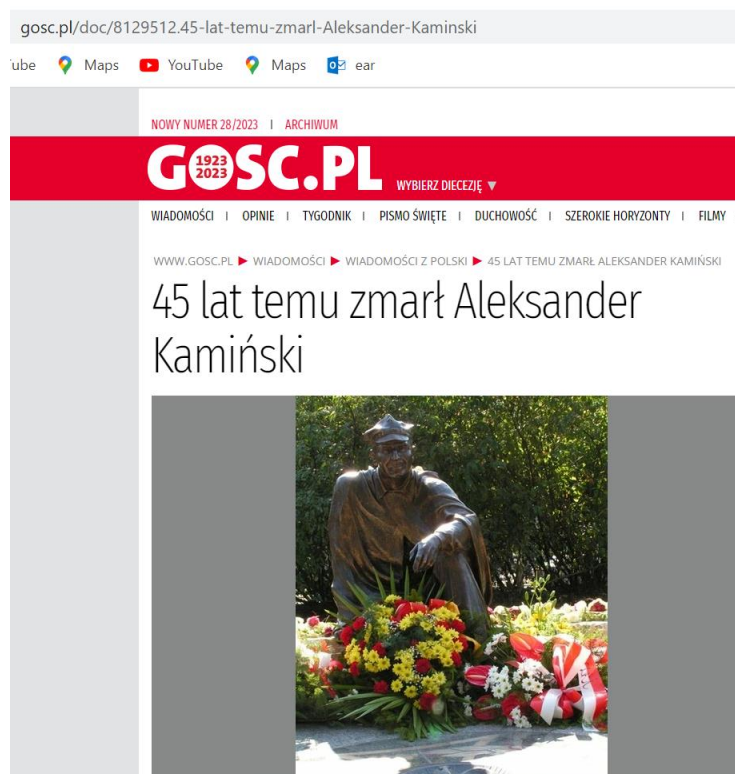 gosc.pl/doc/8129512.45-lat-temu-zmarl-Aleksander-Kaminski
Tube Maps YouTube Maps ear
NOWY NUMER 28/2023 | ARCHIWUM
GOSC.PL 1923 2023 WYBIERZ DIECEZJĘ ▼
WIADOMOŚCI | OPINIE | TYGODNIK | PISMO ŚWIĘTE | DUCHOWOŚĆ | SZEROKIE HORYZONTY | FILMY
WWW.GOSC.PL ▶ WIADOMOŚCI ▶ WIADOMOŚCI Z POLSKI ▶ 45 LAT TEMU ZMARŁ ALEKSANDER KAMIŃSKI
45 lat temu zmarł Aleksander
Kamiński